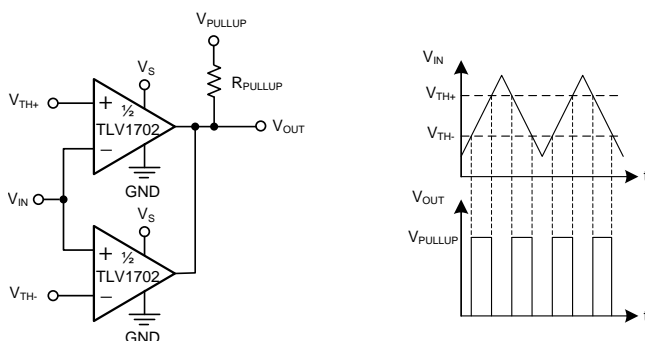 VPULLUP
VS
RPULLUP
VTH+
+
½
TLV1702
−
VOUT
GND
VIN
VS
+
½
TLV1702
VTH-
−
GND
VIN
VTH+
VTH-
t
VOUT
VPULLUP
t